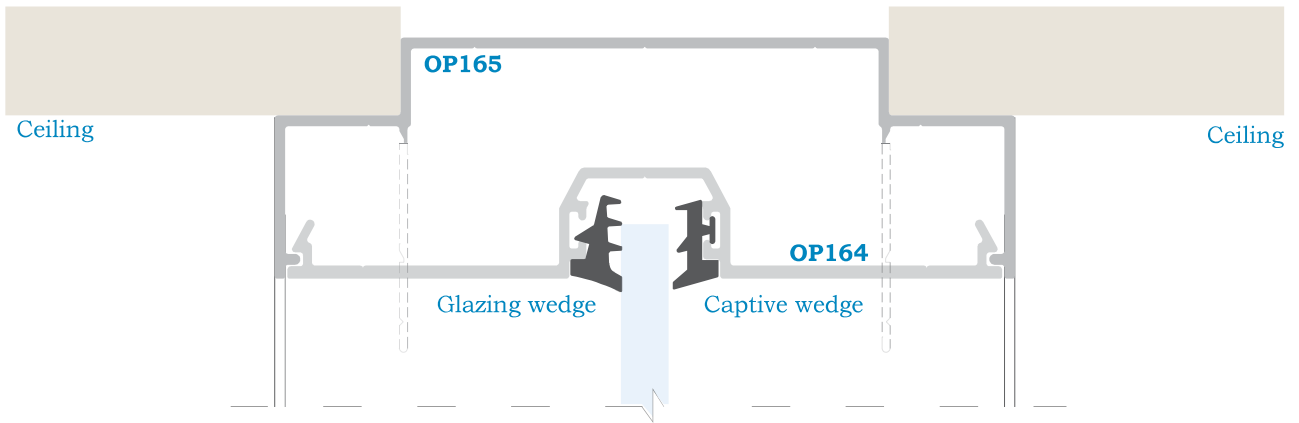 OP165
Ceiling
Ceiling
OP164
Glazing wedge
Captive wedge